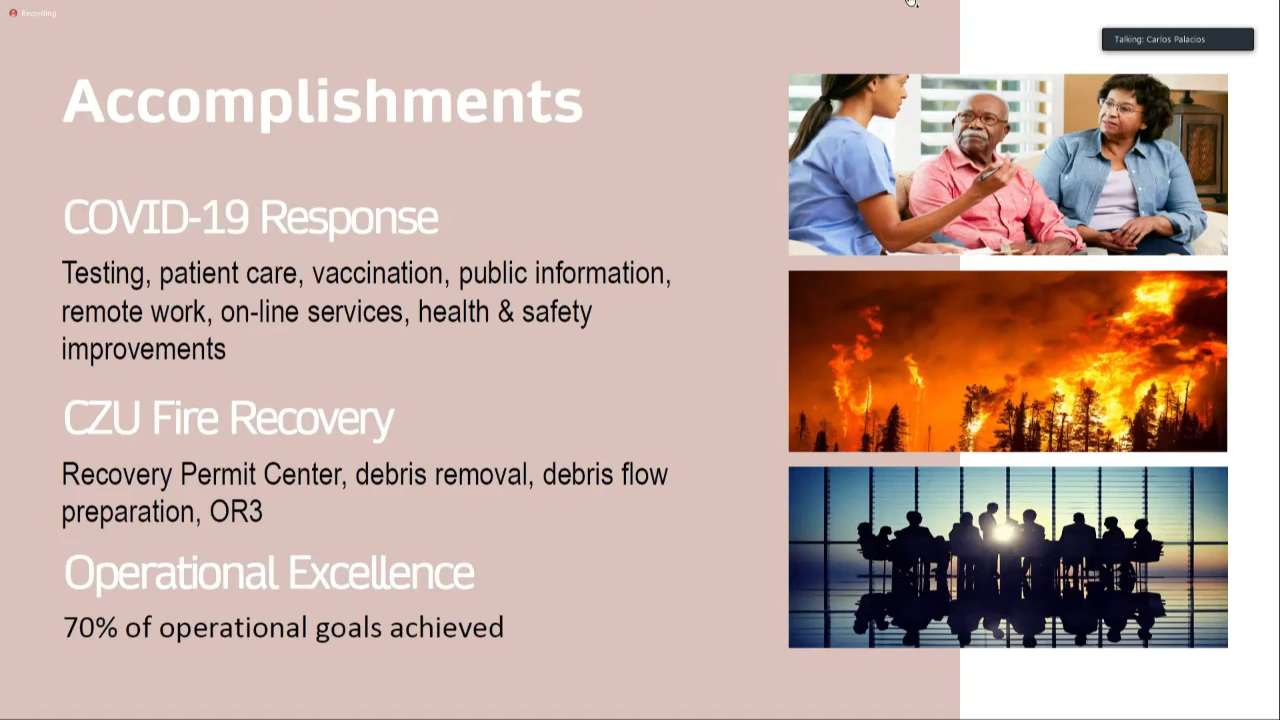 Recording
Talking: Carlos Palacios
Accomplishments
COVID-19 Response
Testing, patient care, vaccination, public information,
remote work, on-line services, health & safety
improvements
CZU Fire Recovery
Recovery Permit Center, debris removal, debris flow
preparation, OR3
Operational Excellence
70% of operational goals achieved